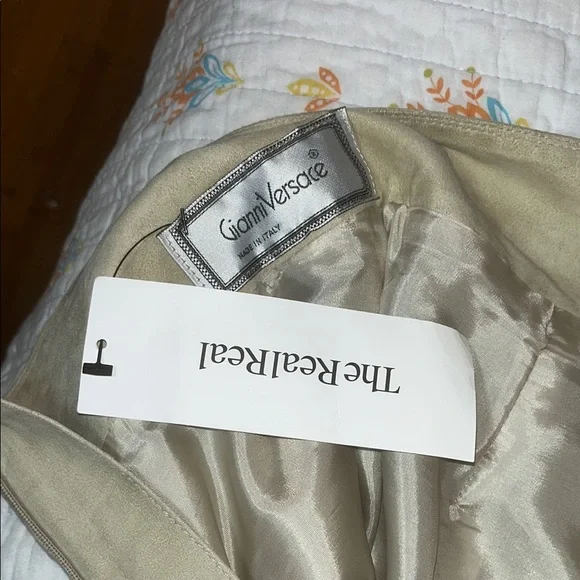 Gianni Versace ®
MADE IN ITALY
The RealReal